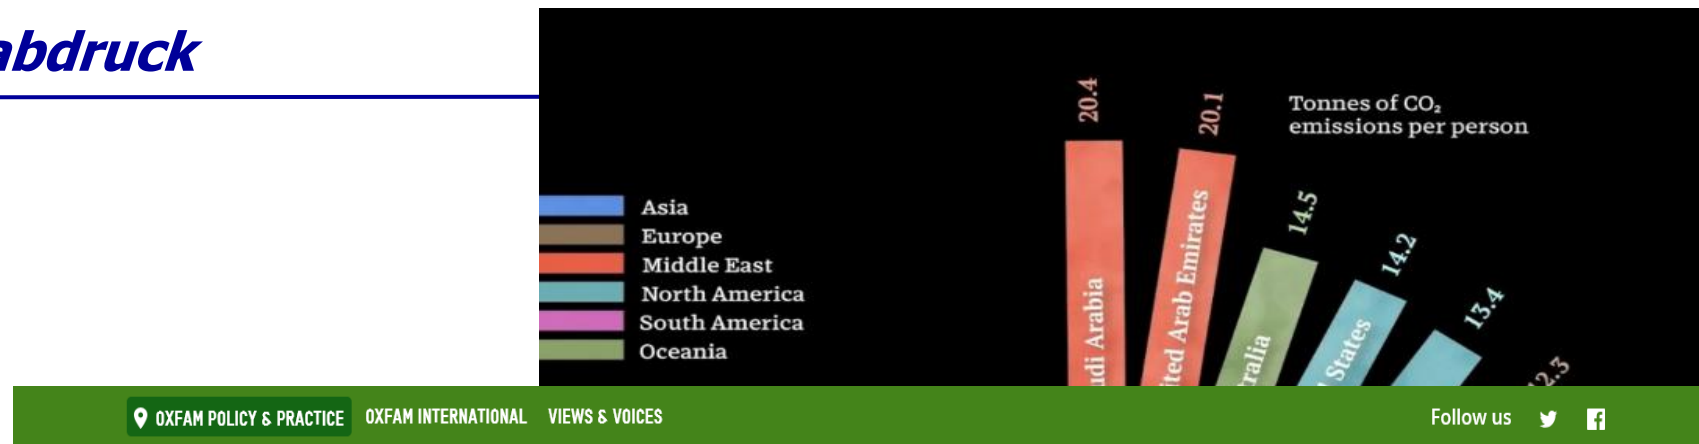 abdruck
20.4
20.1
Tonnes of CO₂
emissions per person
14.5
14.2
13.4
Asia
Europe
Middle East
North America
South America
Oceania
udi Arabia
ited Arab Emirates
ralia
States
12.3
OXFAM POLICY & PRACTICE OXFAM INTERNATIONAL VIEWS & VOICES Follow us